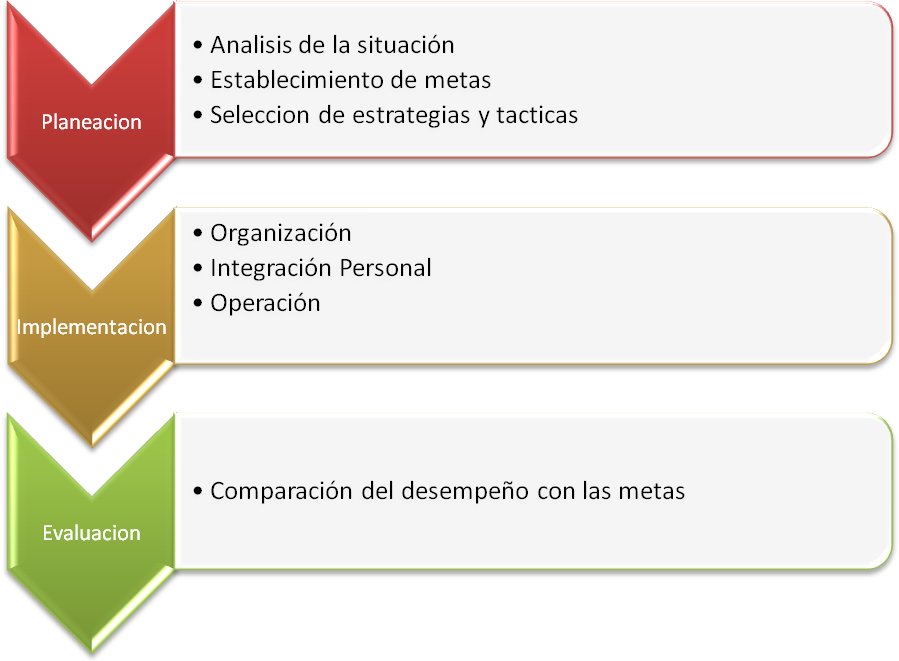 Planeacion
• Analisis de la situación
• Establecimiento de metas
• Seleccion de estrategias y tacticas
Implementacion
• Organización
• Integración Personal
• Operación
Evaluacion
• Comparación del desempeño con las metas